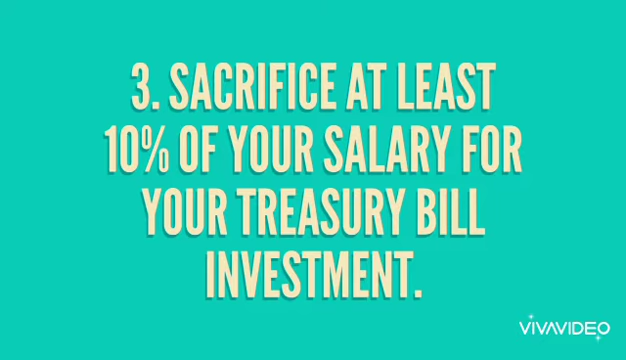 3. SACRIFICE AT LEAST
10% OF YOUR SALARY FOR
YOUR TREASURY BILL
INVESTMENT.
VIVAVIDEO